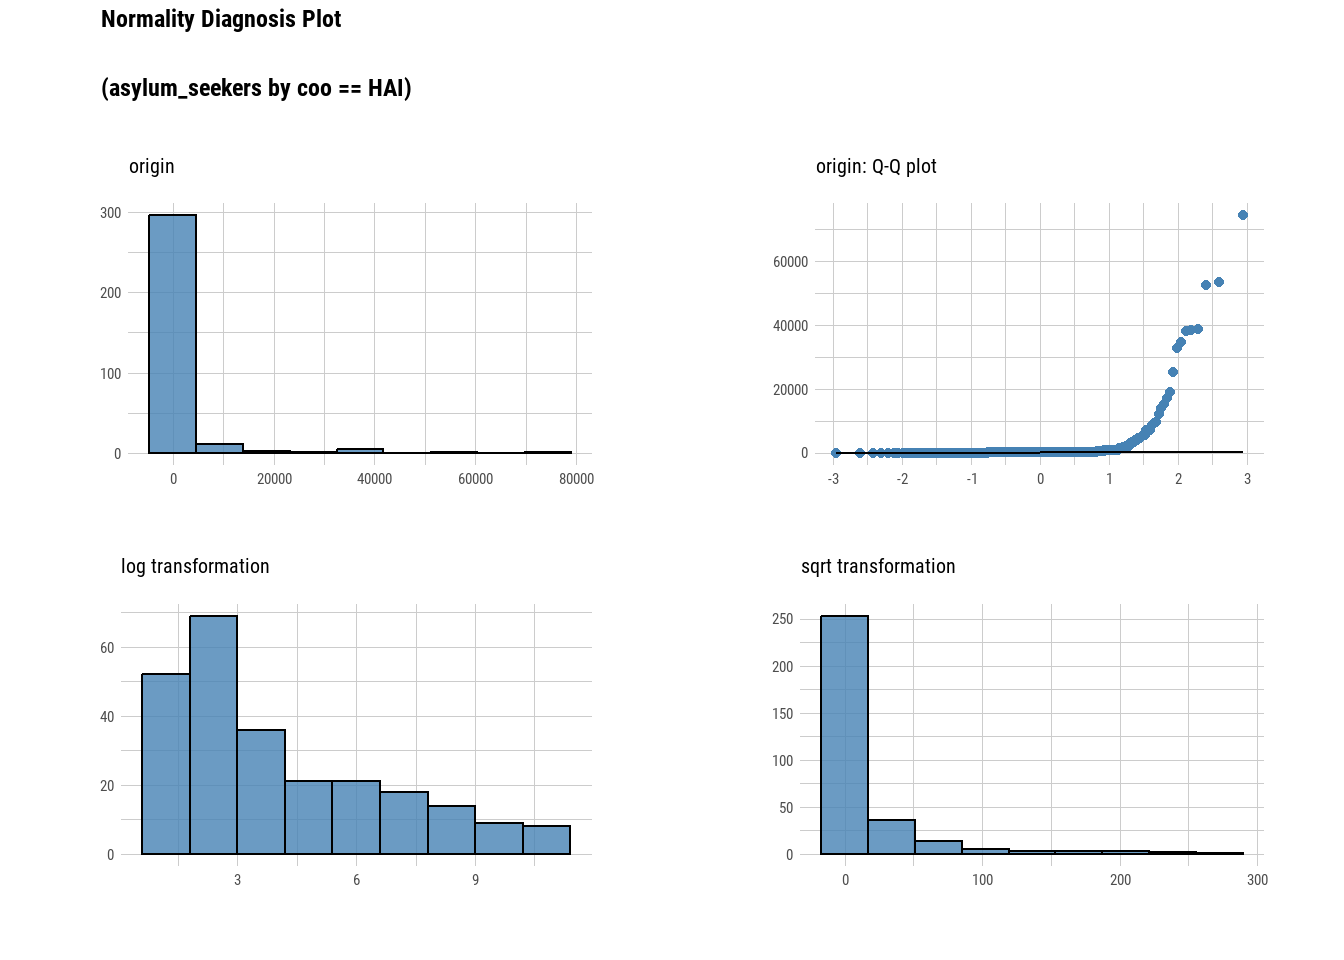 Normality Diagnosis Plot
(asylum_seekers by coo == HAI)
origin
300
200
100
0
0 20000 40000 60000 80000
origin: Q-Q plot
60000
40000
20000
0
-3 -2 -1 0 1 2 3
log transformation
60
40
20
0
3 6 9
sqrt transformation
250
200
150
100
50
0
0 100 200 300